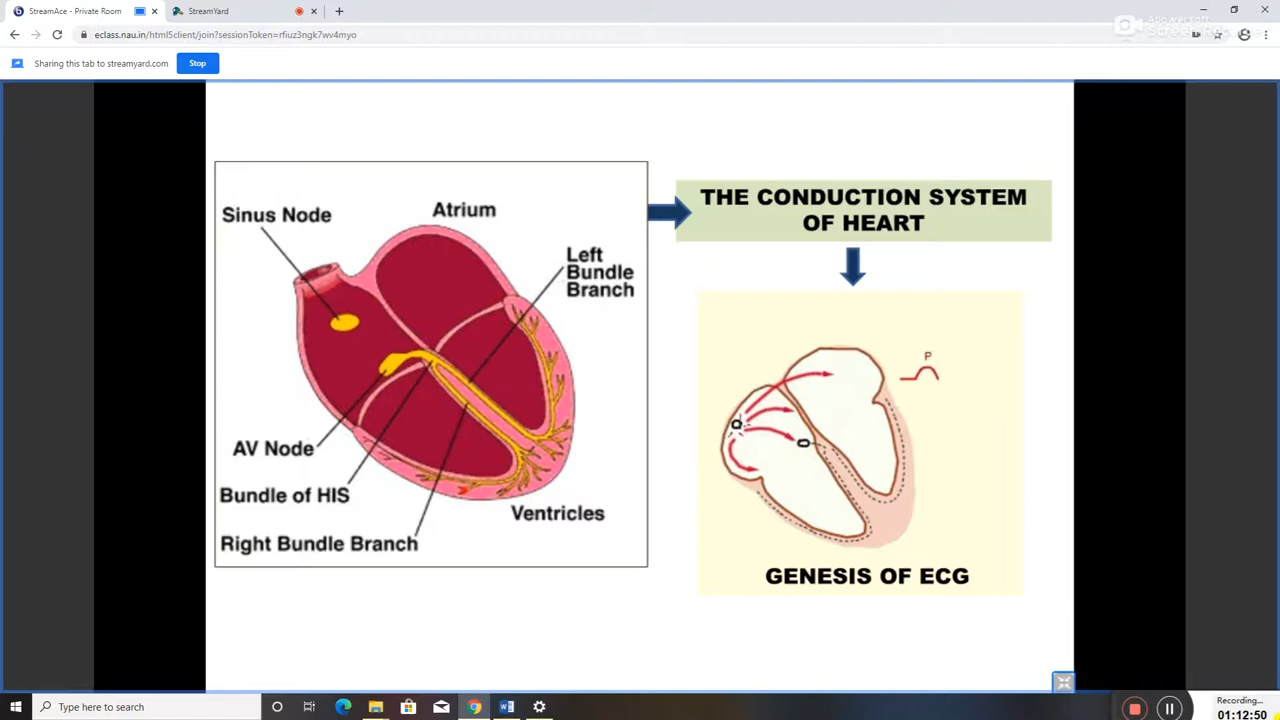 StreamAce - Private Room
StreamYard
eclass.nau.in/html5client/join?sessionToken=rfiuz3ngk7wv4myo
Apowersoft
Sharing this tab to streamyard.com
Stop
Sinus Node
Atrium
Left
Bundle
Branch
AV Node
Bundle of HIS
Right Bundle Branch
Ventricles
THE CONDUCTION SYSTEM
OF HEART
P
GENESIS OF ECG
Type here to search
Recording...
01:12:50